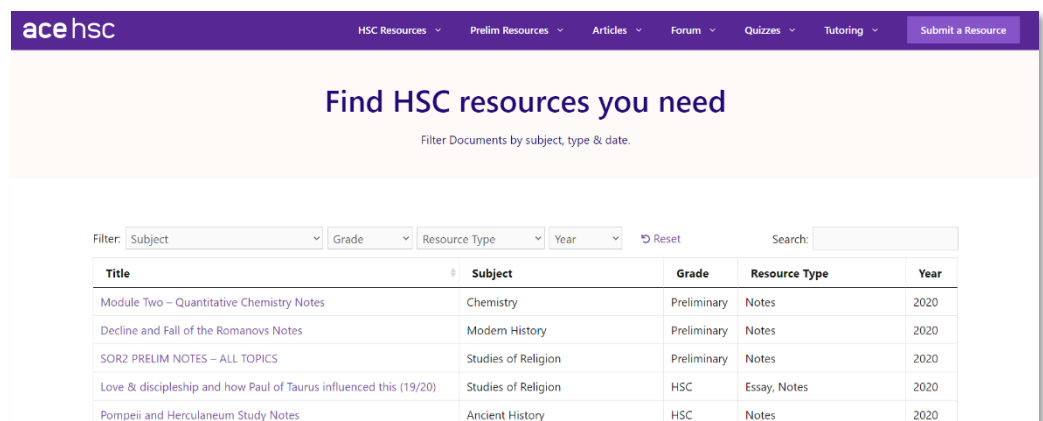 acehsc HSC Resources Prelim Resources Articles Forum Quizzes Tutoring Submit a Resource
Find HSC resources you need
Filter Documents by subject, type & date.
Filter: Subject Grade Resource Type Year Reset Search:
Title Subject Grade Resource Type Year
Module Two – Quantitative Chemistry Notes Chemistry Preliminary Notes 2020
Decline and Fall of the Romanovs Notes Modern History Preliminary Notes 2020
SOR2 PRELIM NOTES – ALL TOPICS Studies of Religion Preliminary Notes 2020
Love & discipleship and how Paul of Taurus influenced this (19/20) Studies of Religion HSC Essay, Notes 2020
Pompeii and Herculaneum Study Notes Ancient History HSC Notes 2020